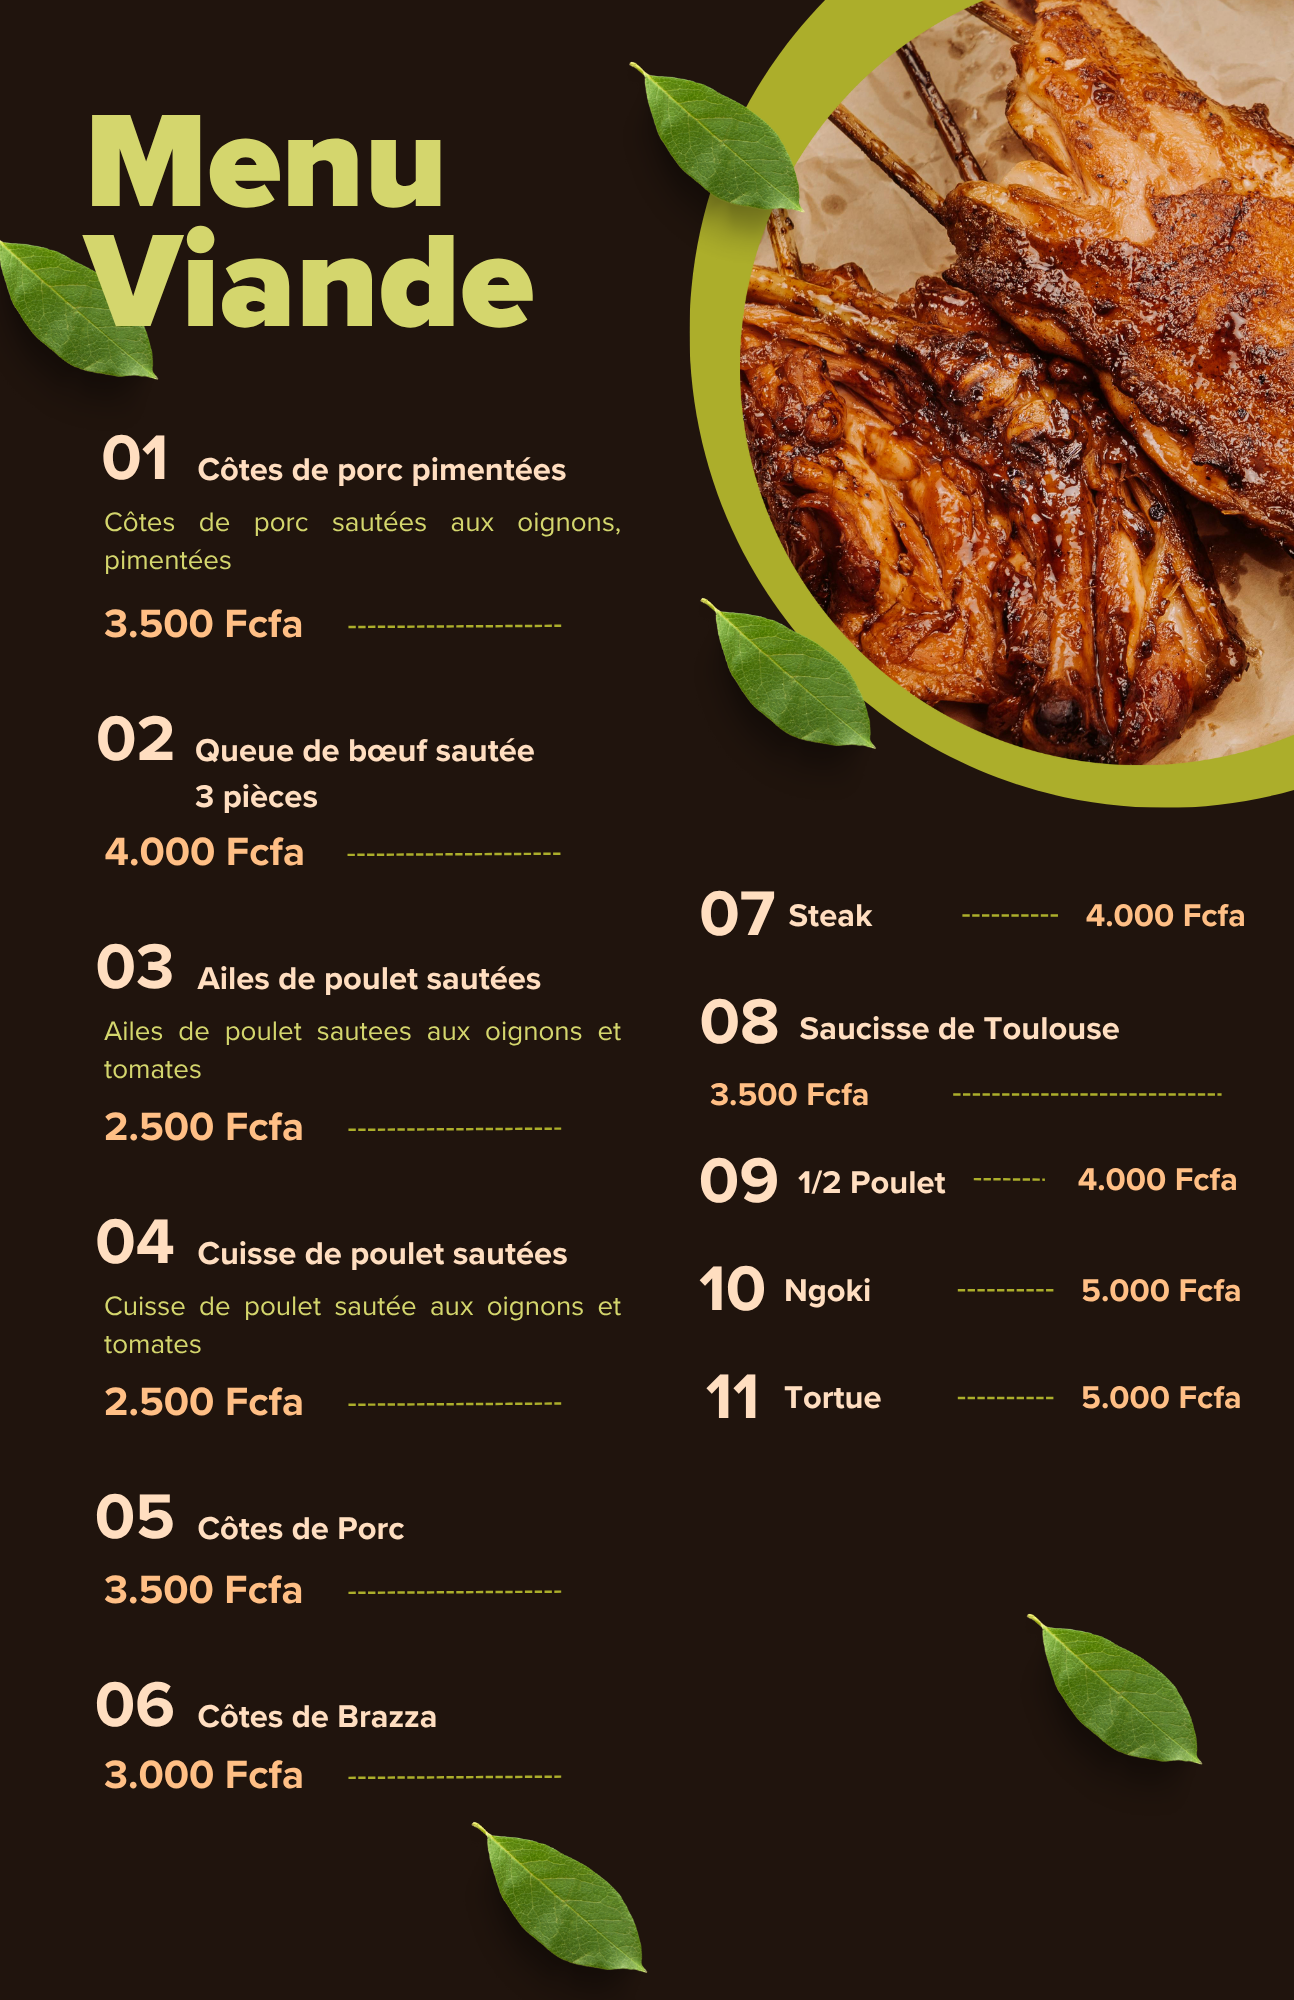 Menu
Viande
01 Côtes de porc pimentées
Côtes de porc sautées aux oignons,
pimentées
3.500 Fcfa
02 Queue de bœuf sautée
3 pièces
4.000 Fcfa
03 Ailes de poulet sautées
Ailes de poulet sautees aux oignons et
tomates
2.500 Fcfa
04 Cuisse de poulet sautées
Cuisse de poulet sautée aux oignons et
tomates
2.500 Fcfa
05 Côtes de Porc
3.500 Fcfa
06 Côtes de Brazza
3.000 Fcfa
07 Steak 4.000 Fcfa
08 Saucisse de Toulouse
3.500 Fcfa
09 1/2 Poulet 4.000 Fcfa
10 Ngoki 5.000 Fcfa
11 Tortue 5.000 Fcfa